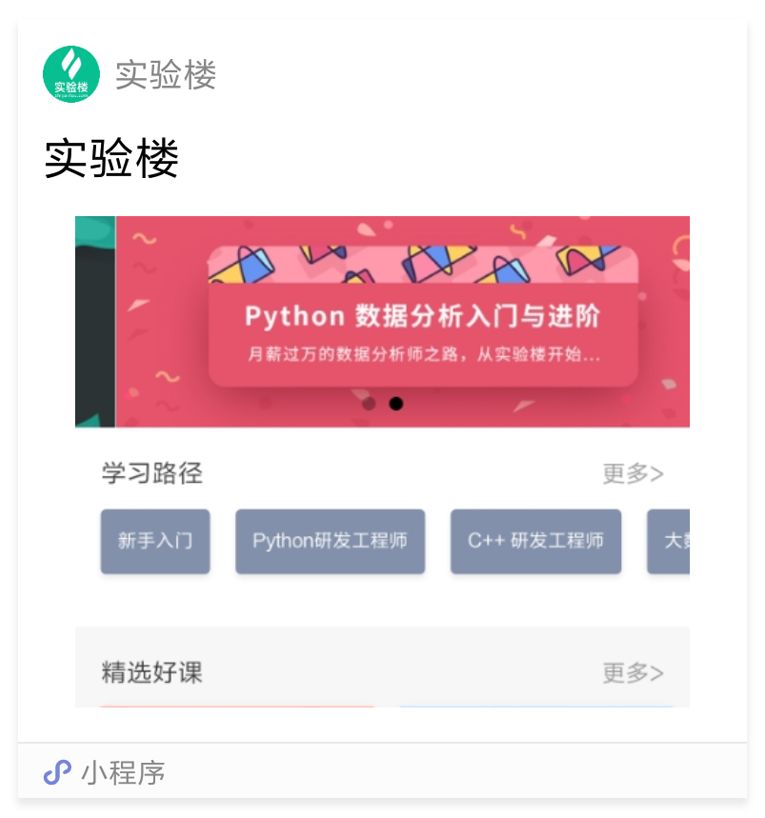 实验楼
实验楼
实验楼
Python 数据分析入门与进阶
月薪过万的数据分析师之路，从实验楼开始...
学习路径 更多>
新手入门 Python研发工程师 C++ 研发工程师 大
精选好课 更多>
小程序